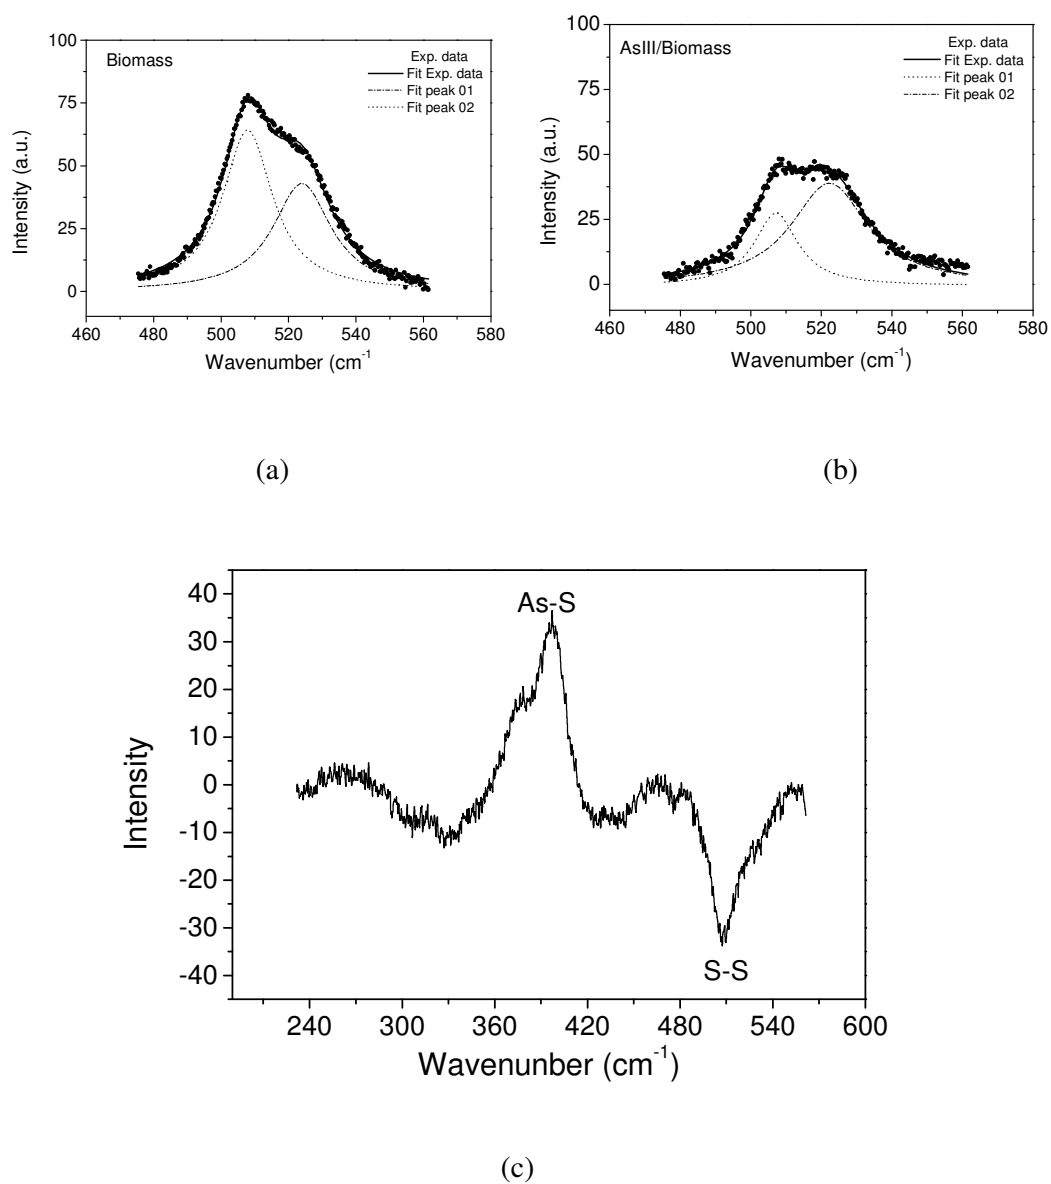 Biomass
Exp. data
Fit Exp. data
Fit peak 01
Fit peak 02
100
75
50
25
0
Intensity (a.u.)
460 480 500 520 540 560 580
Wavenumber (cm-1
AsIII/Biomass
Exp. data
Fit Exp. data
Fit peak 01
Fit peak 02
100
75
50
25
0
Intensity (a.u.)
460 480 500 520 540 560 580
Wavenumber (cm-1)
(a)
(b)
As-S
40
30
20
10
0
-10
-20
-30
-40
Intensity
S-S
240 300 360 420 480 540 600
Wavenunber (cm-1)
(c)